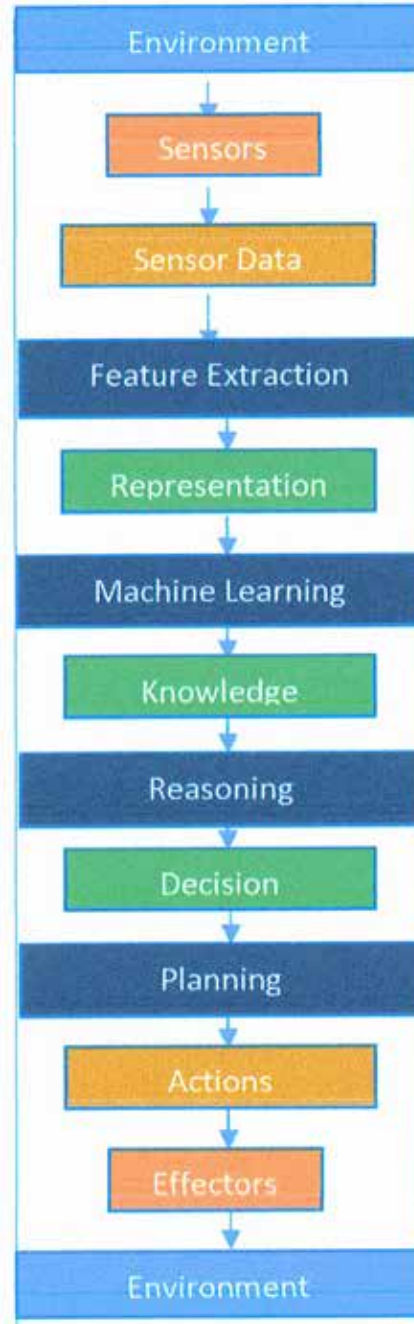 Environment
Sensors
Sensor Data
Feature Extraction
Representation
Machine Learning
Knowledge
Reasoning
Decision
Planning
Actions
Effectors
Environment